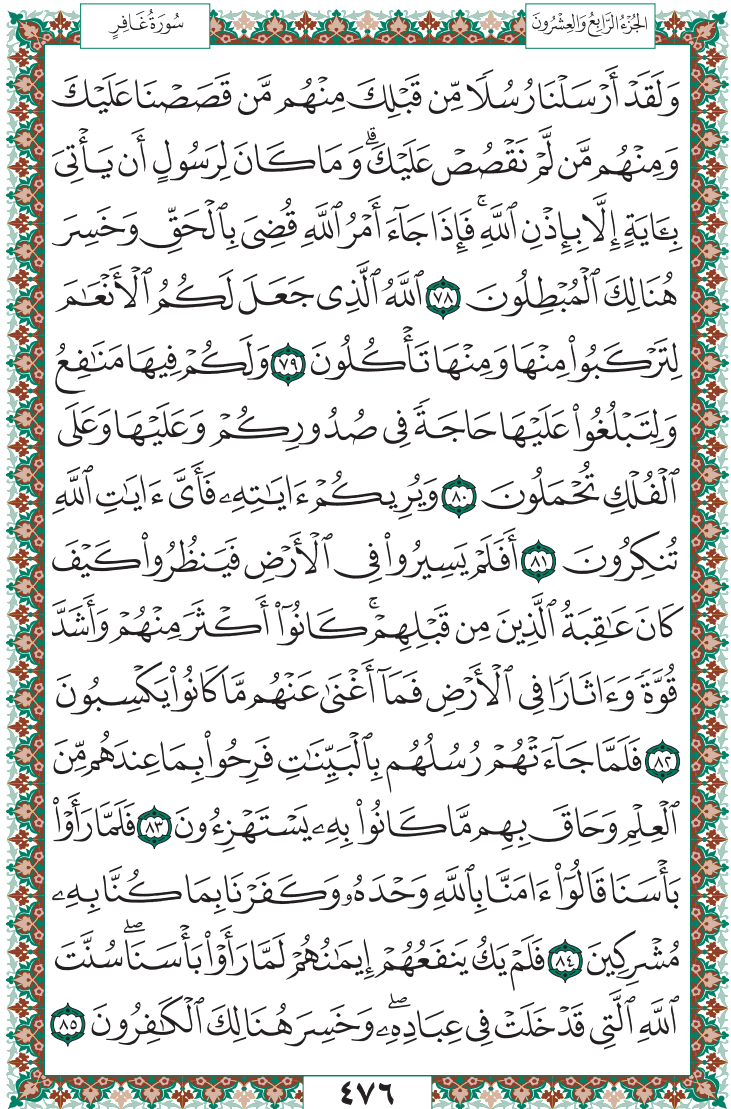 الجُزْءُ الرَّابِعُ وَالعِشْرُونَ
سُورَةُ غَافِرٍ
وَلَقَدْ أَرْسَلْنَا رُسُلًا مِّن قَبْلِكَ مِنْهُم مَّن قَصَصْنَا عَلَيْكَ
وَمِنْهُم مَّن لَّمْ نَقْصُصْ عَلَيْكَ ۗ وَمَا كَانَ لِرَسُولٍ أَن يَأْتِىَ
بِـَٔايَةٍ إِلَّا بِإِذْنِ ٱللَّهِ ۚ فَإِذَا جَآءَ أَمْرُ ٱللَّهِ قُضِىَ بِٱلْحَقِّ وَخَسِرَ
هُنَالِكَ ٱلْمُبْطِلُونَ ٧٨ ٱللَّهُ ٱلَّذِى جَعَلَ لَكُمُ ٱلْأَنْعَٰمَ
لِتَرْكَبُوا۟ مِنْهَا وَمِنْهَا تَأْكُلُونَ ٧٩ وَلَكُمْ فِيهَا مَنَٰفِعُ
وَلِتَبْلُغُوا۟ عَلَيْهَا حَاجَةً فِى صُدُورِكُمْ وَعَلَيْهَا وَعَلَى
ٱلْفُلْكِ تُحْمَلُونَ ٨٠ وَيُرِيكُمْ ءَايَٰتِهِۦ فَأَىَّ ءَايَٰتِ ٱللَّهِ
تُنكِرُونَ ٨١ أَفَلَمْ يَسِيرُوا۟ فِى ٱلْأَرْضِ فَيَنظُرُوا۟ كَيْفَ
كَانَ عَٰقِبَةُ ٱلَّذِينَ مِن قَبْلِهِمْ ۚ كَانُوٓا۟ أَكْثَرَ مِنْهُمْ وَأَشَدَّ
قُوَّةً وَءَاثَارًا فِى ٱلْأَرْضِ فَمَآ أَغْنَىٰ عَنْهُم مَّا كَانُوا۟ يَكْسِبُونَ
٨٢ فَلَمَّا جَآءَتْهُمْ رُسُلُهُم بِٱلْبَيِّنَٰتِ فَرِحُوا۟ بِمَا عِندَهُم مِّنَ
ٱلْعِلْمِ وَحَاقَ بِهِم مَّا كَانُوا۟ بِهِۦ يَسْتَهْزِءُونَ ٨٣ فَلَمَّا رَأَوْا۟
بَأْسَنَا قَالُوٓا۟ ءَامَنَّا بِٱللَّهِ وَحْدَهُۥ وَكَفَرْنَا بِمَا كُنَّا بِهِۦ
مُشْرِكِينَ ٨٤ فَلَمْ يَكُ يَنفَعُهُمْ إِيمَٰنُهُمْ لَمَّا رَأَوْا۟ بَأْسَنَا ۖ سُنَّتَ
ٱللَّهِ ٱلَّتِى قَدْ خَلَتْ فِى عِبَادِهِۦ ۖ وَخَسِرَ هُنَالِكَ ٱلْكَٰفِرُونَ ٨٥
٤٧٦